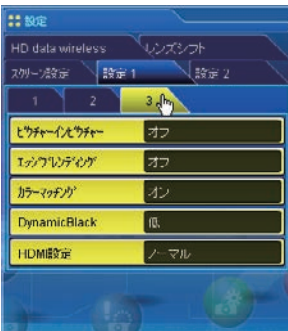 設定
HD data wireless レンズシフト
スクリーン設定 設定 1 設定 2
1 2 3
ピクチャーインピクチャー オフ
エッジブレンディング オフ
カラーマッチング オン
DynamicBlack 低
HDMI設定 ノーマル